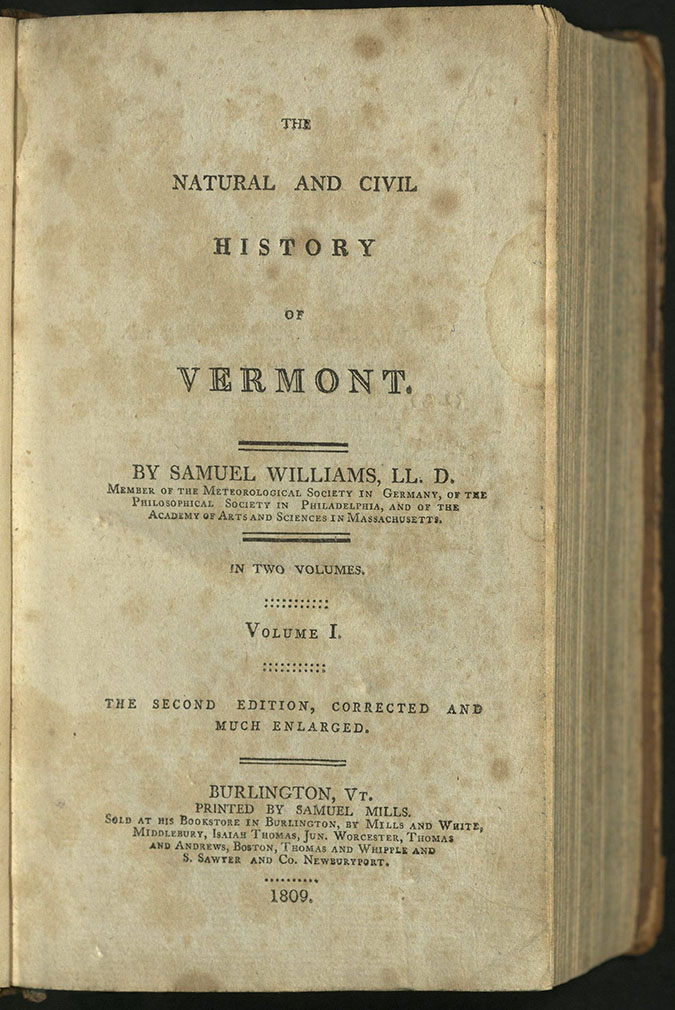 THE
NATURAL AND CIVIL
HISTORY
OF
VERMONT.
BY SAMUEL WILLIAMS, LL. D.
MEMBER OF THE METEOROLOGICAL SOCIETY IN GERMANY, OF THE
PHILOSOPHICAL SOCIETY IN PHILADELPHIA, AND OF THE
ACADEMY OF ARTS AND SCIENCES IN MASSACHUSETTS.
IN TWO VOLUMES.
VOLUME I.
THE SECOND EDITION, CORRECTED AND
MUCH ENLARGED.
BURLINGTON, VT.
PRINTED BY SAMUEL MILLS.
SOLD AT HIS BOOKSTORE IN BURLINGTON, BY MILLS AND WHITE,
MIDDLEBURY, ISAIAH THOMAS, JUN. WORCESTER, THOMAS
AND ANDREWS, BOSTON, THOMAS AND WHIPPLE AND
S. SAWYER AND CO. NEWBURYPORT.
1809.